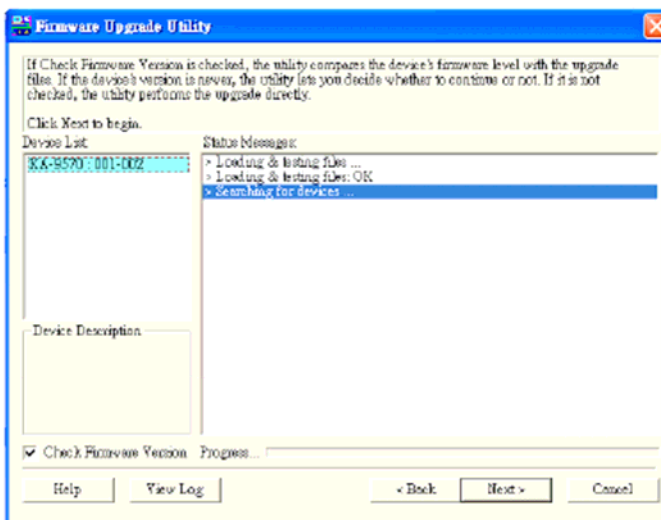 Firmware Upgrade Utility
If Check Firmware Version is checked, the utility compares the device's firmware level with the upgrade
files. If the device's version is newer, the utility lets you decide whether to continue or not. If it is not
checked, the utility performs the upgrade directly.
Click Next to begin.
Device List:
Status Messages:
KA-9570 : 001-002
> Loading & testing files ...
> Loading & testing files: OK
> Searching for devices ...
Device Description
Check Firmware Version
Progress...
Help
View Log
< Back
Next >
Cancel